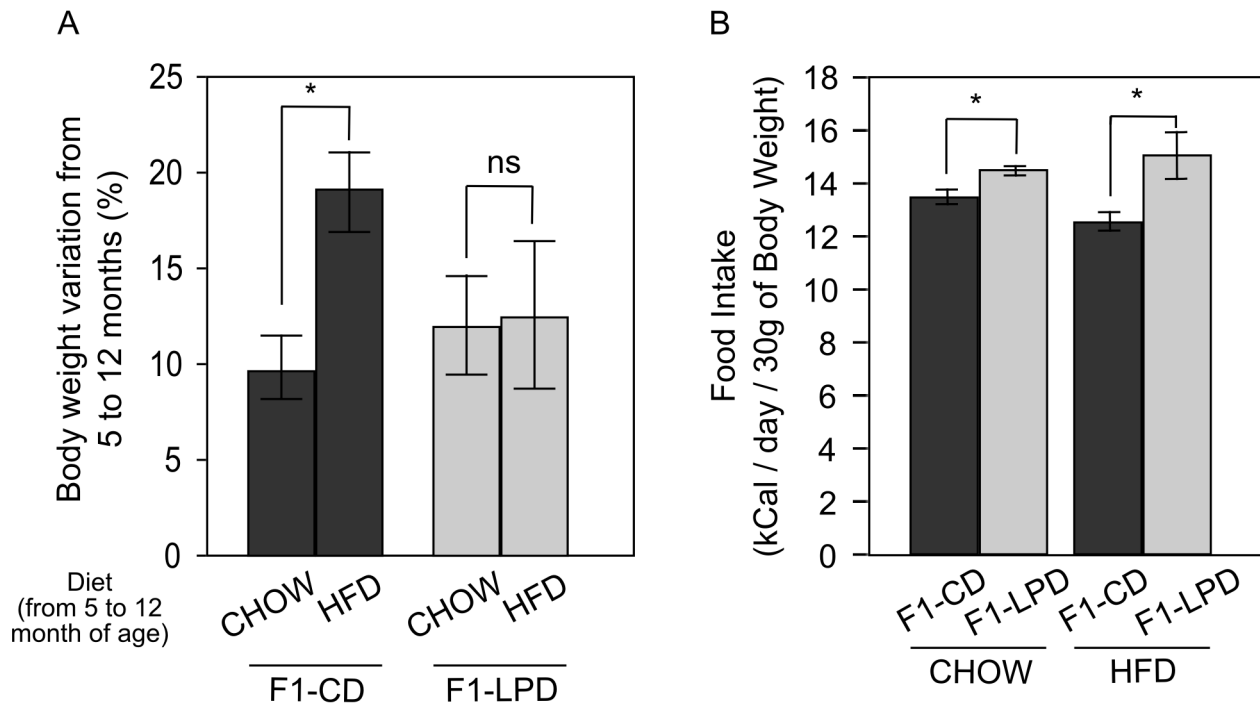 A
Body weight variation from
5 to 12 months (%)
25
20
15
10
5
0
*
ns
Diet
(from 5 to 12
month of age)
CHOW
HFD
CHOW
HFD
F1-CD
F1-LPD
B
Food Intake
(kCal / day / 30g of Body Weight)
18
16
14
12
10
8
6
4
2
0
*
*
F1-CD
F1-LPD
F1-CD
F1-LPD
CHOW
HFD